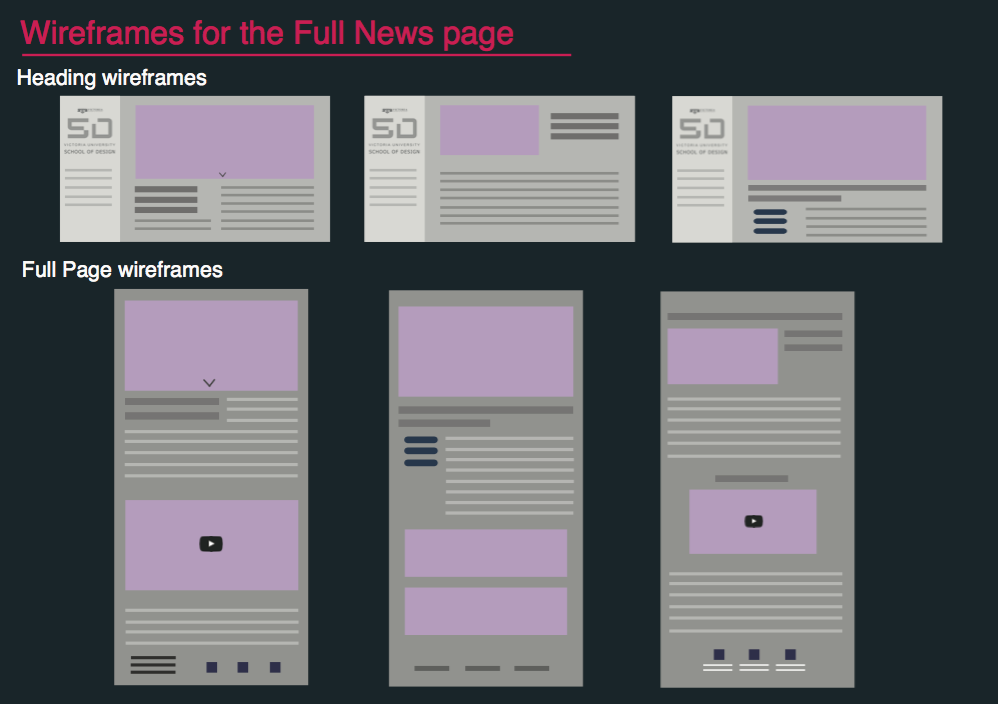 Wireframes for the Full News page
Heading wireframes
SD
VICTORIA UNIVERSITY
SCHOOL OF DESIGN
SD
VICTORIA UNIVERSITY
SCHOOL OF DESIGN
SD
VICTORIA UNIVERSITY
SCHOOL OF DESIGN
Full Page wireframes